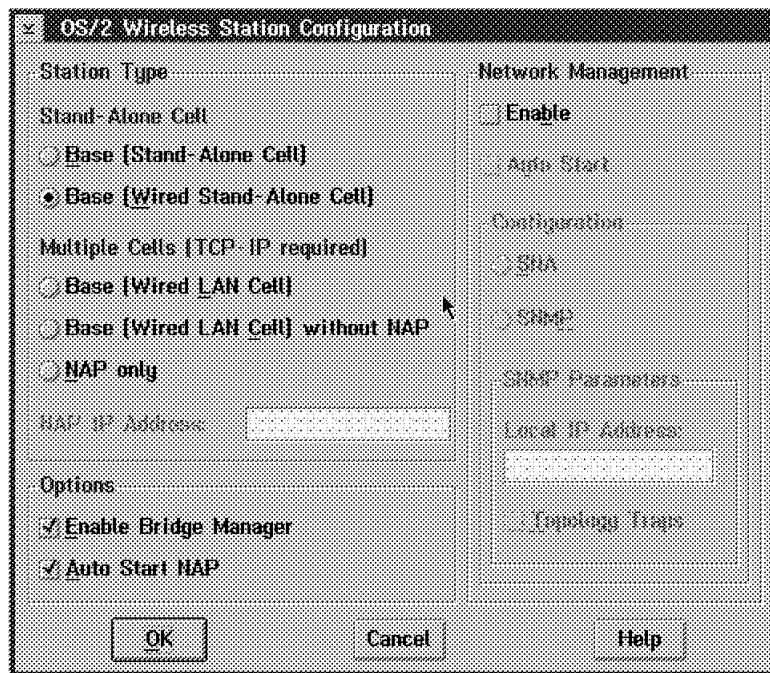 OS/2 Wireless Station Configuration
Station Type
Stand-Alone Cell
Base [Stand-Alone Cell]
Base [Wired Stand-Alone Cell]
Multiple Cells [TCP-IP required]
Base [Wired LAN Cell]
Base [Wired LAN Cell] without NAP
NAP only
NAP IP Address:
Options
Enable Bridge Manager
Auto Start NAP
Network Management
Enable
Auto Start
Configuration
SNA
SNMP
SNMP Parameters
Local IP Address:
Topology Traps
OK
Cancel
Help